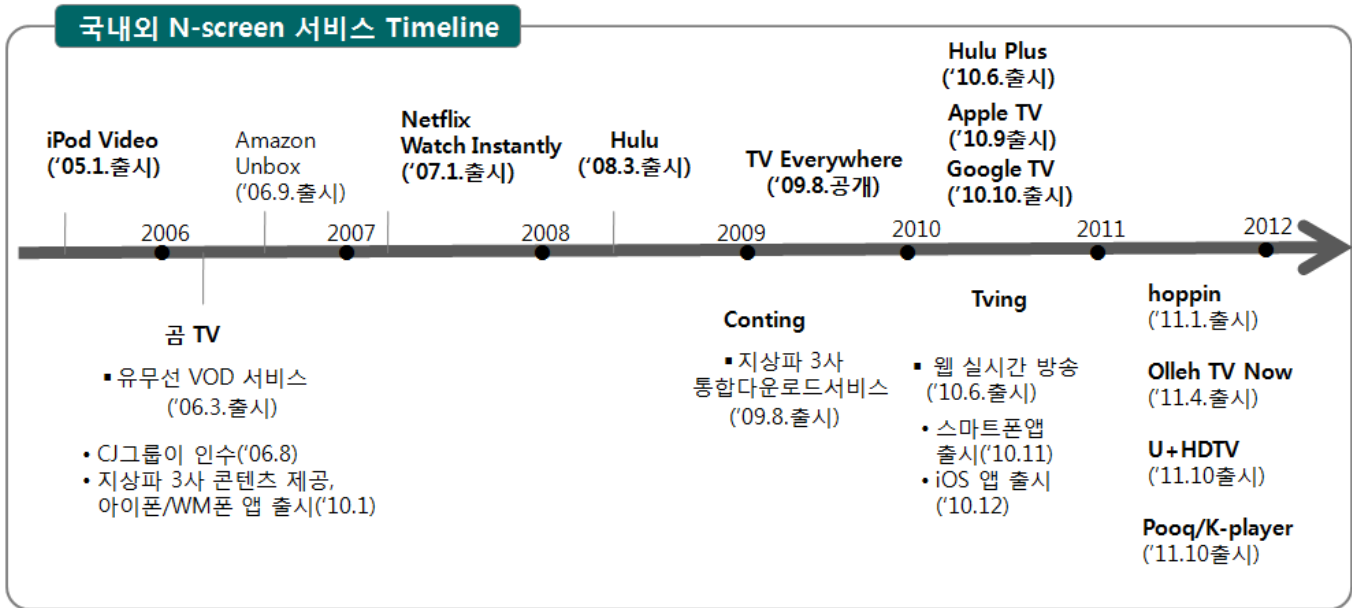 국내외 N-screen 서비스 Timeline
iPod Video
(‘05.1.출시)
Amazon
Unbox
(‘06.9.출시)
Netflix
Watch Instantly
(‘07.1.출시)
Hulu
(‘08.3.출시)
TV Everywhere
(‘09.8.공개)
Hulu Plus
(‘10.6.출시)
Apple TV
(‘10.9출시)
Google TV
(‘10.10.출시)
2006
2007
2008
2009
2010
2011
2012
곰 TV
▪ 유무선 VOD 서비스
(‘06.3.출시)
• CJ그룹이 인수(‘06.8)
• 지상파 3사 콘텐츠 제공,
아이폰/WM폰 앱 출시(‘10.1)
Conting
▪ 지상파 3사
통합다운로드서비스
(‘09.8.출시)
Tving
▪ 웹 실시간 방송
(‘10.6.출시)
• 스마트폰앱
출시(‘10.11)
• iOS 앱 출시
(‘10.12)
hoppin
(‘11.1.출시)
Olleh TV Now
(‘11.4.출시)
U+HDTV
(‘11.10출시)
Pooq/K-player
(‘11.10출시)